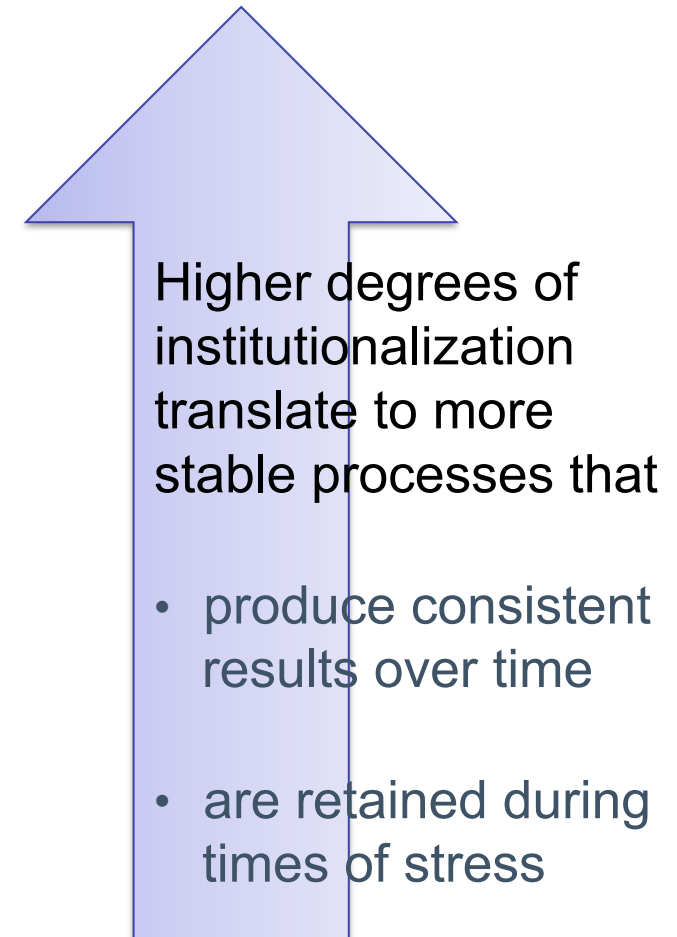 Higher degrees of
institutionalization
translate to more
stable processes that
• produce consistent
results over time
• are retained during
times of stress